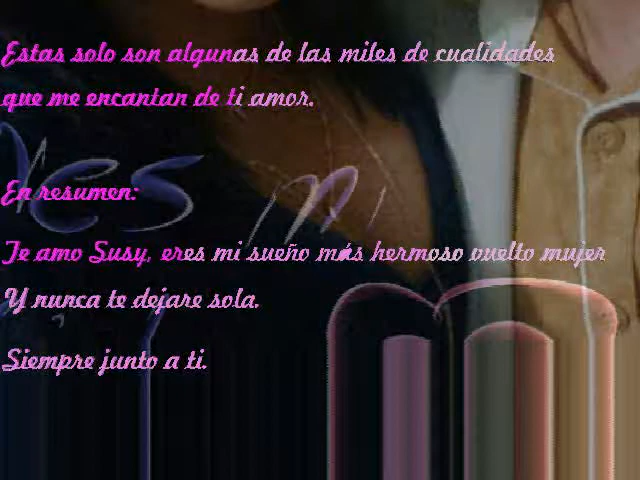 Estas solo son algunas de las miles de cualidades
que me encantan de ti amor.
En resumen:
Te amo Susy, eres mi sueño más hermoso vuelto mujer
Y nunca te dejare sola.
Siempre junto a ti.